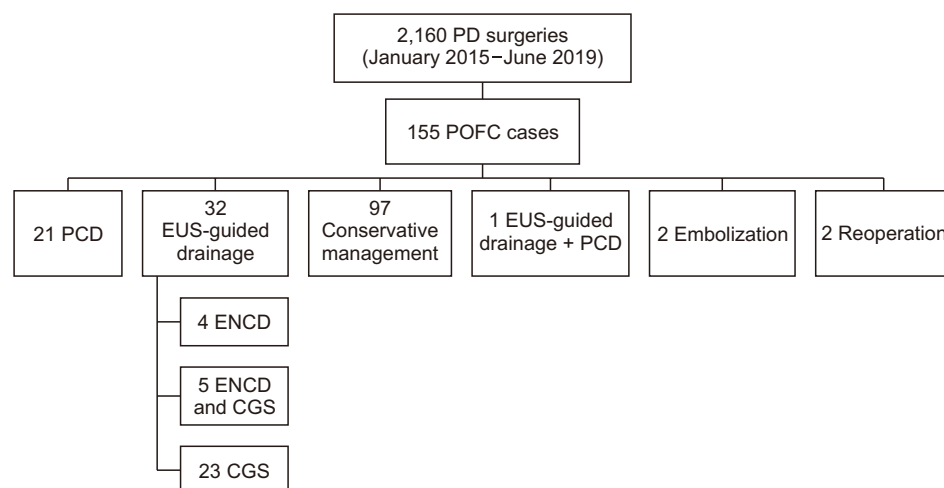 2,160 PD surgeries
(January 2015−June 2019)
155 POFC cases
21 PCD
32
EUS-guided
drainage
97
Conservative
management
1 EUS-guided
drainage + PCD
2 Embolization
2 Reoperation
4 ENCD
5 ENCD
and CGS
23 CGS